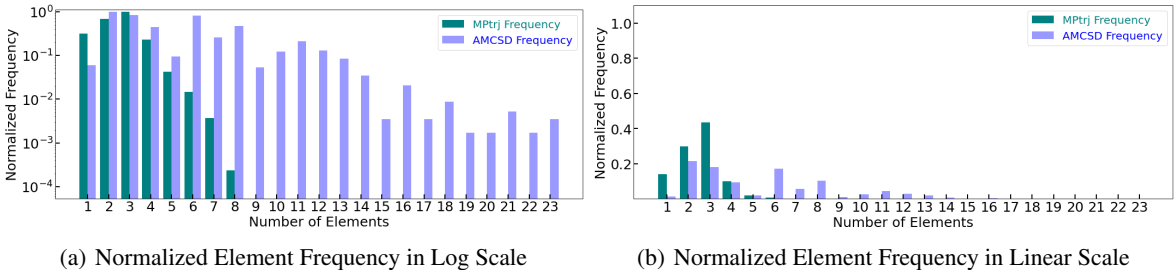 10⁰
10⁻¹
10⁻²
10⁻³
10⁻⁴
Normalized Frequency
MPtrj Frequency
AMCSD Frequency
1 2 3 4 5 6 7 8 9 10 11 12 13 14 15 16 17 18 19 20 21 22 23
Number of Elements
(a) Normalized Element Frequency in Log Scale
1.0
0.8
0.6
0.4
0.2
Normalized Frequency
MPtrj Frequency
AMCSD Frequency
1 2 3 4 5 6 7 8 9 10 11 12 13 14 15 16 17 18 19 20 21 22 23
Number of Elements
(b) Normalized Element Frequency in Linear Scale